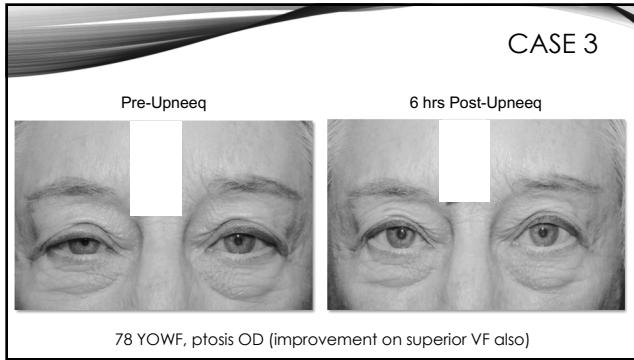 CASE 3
Pre-Upneeq
6 hrs Post-Upneeq
78 YOWF, ptosis OD (improvement on superior VF also)